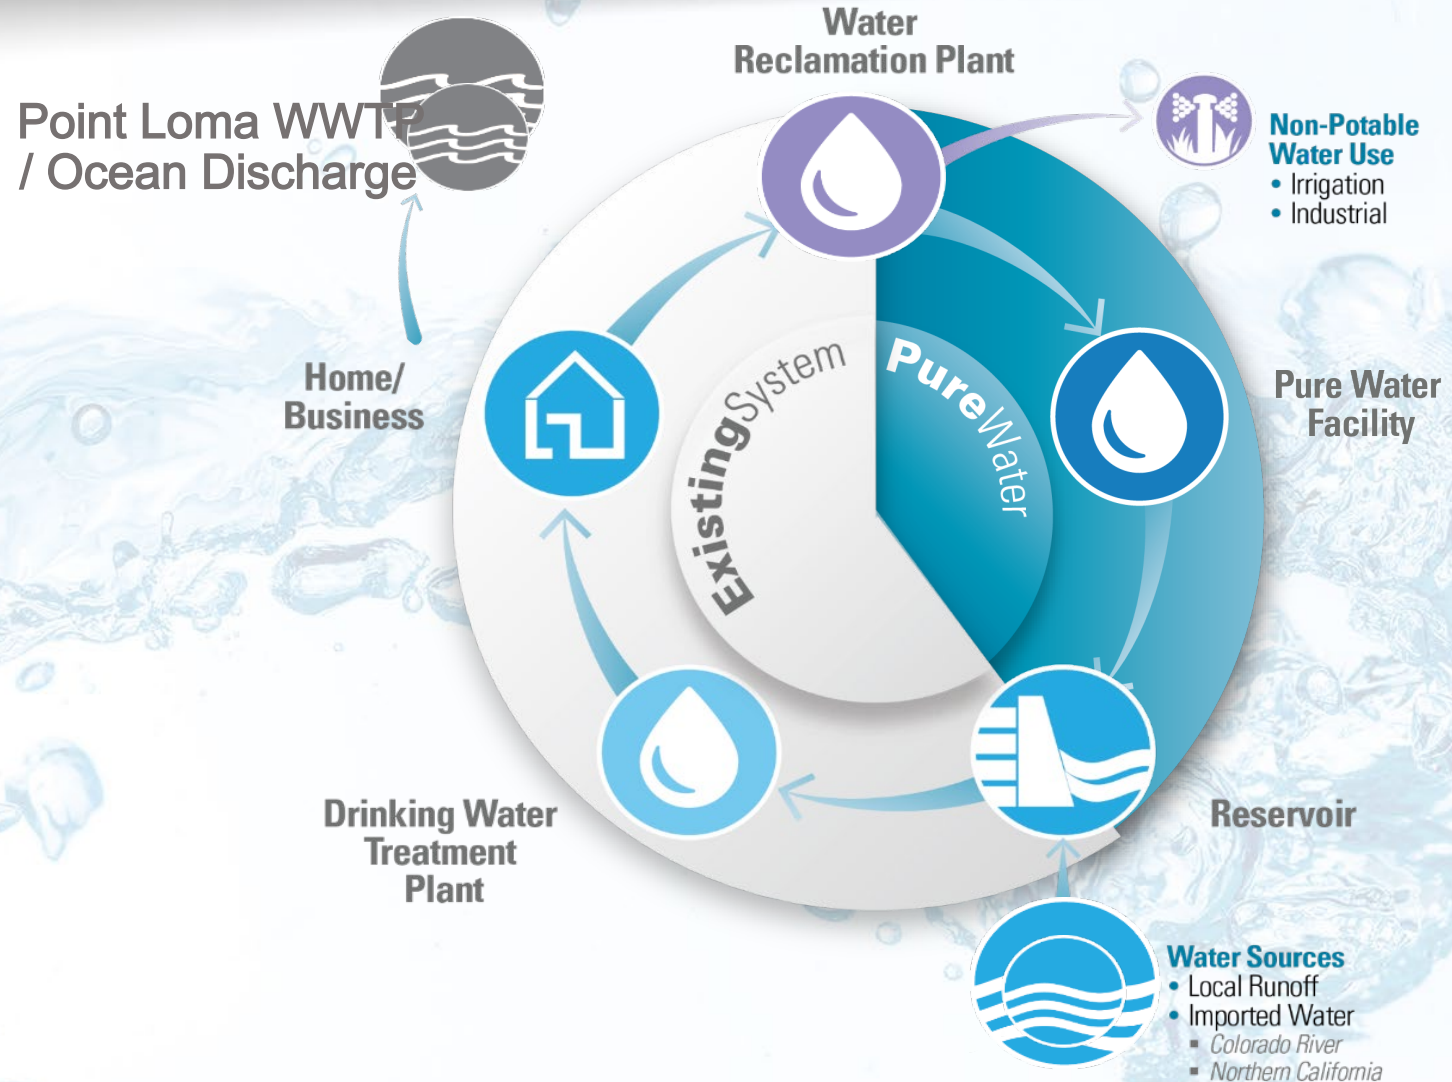 Water
Reclamation Plant
Point Loma WWTP
/ Ocean Discharge
Non-Potable
Water Use
• Irrigation
• Industrial
Home/
Business
ExistingSystem
PureWater
Pure Water
Facility
Drinking Water
Treatment
Plant
Reservoir
Water Sources
• Local Runoff
• Imported Water
▪ Colorado River
▪ Northern California